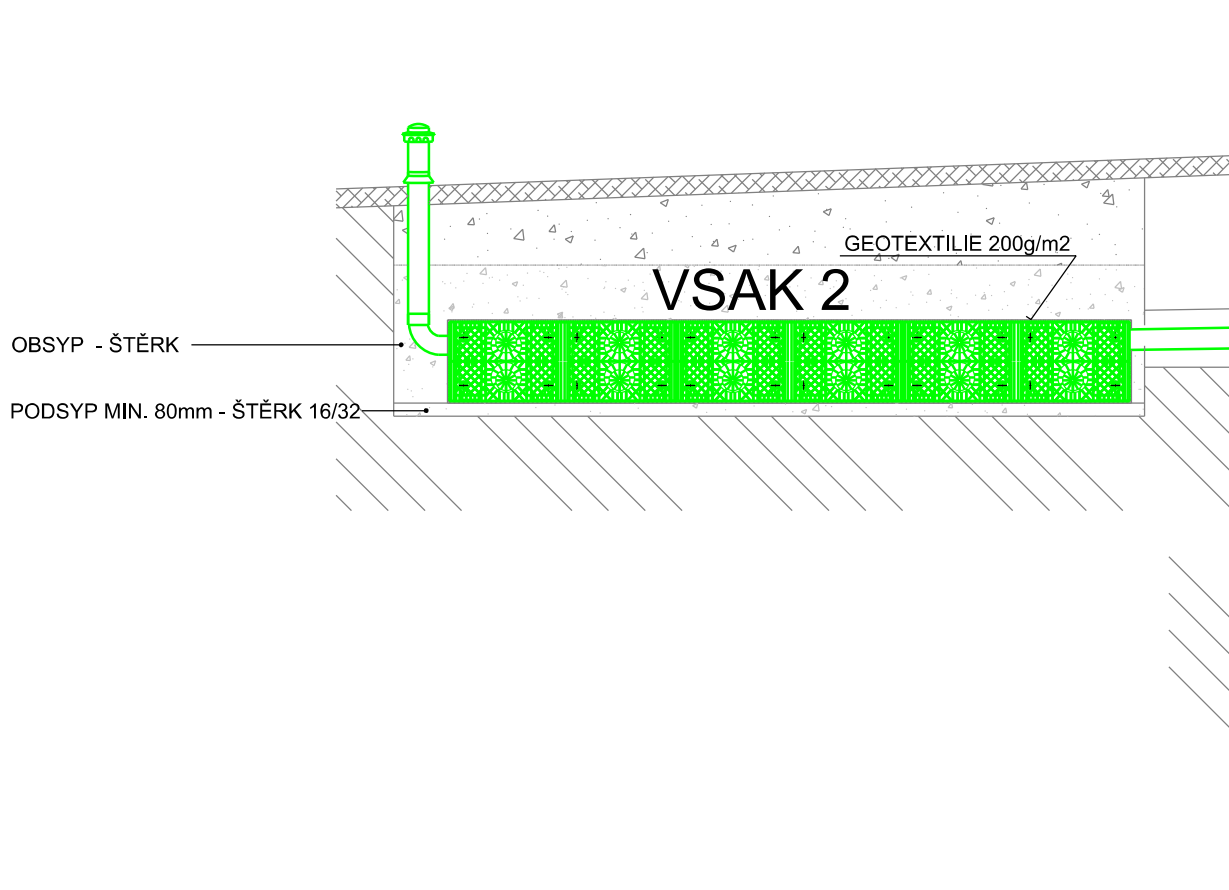 GEOTEXTILIE 200g/m2
VSAK 2
OBSYP - ŠTĚRK
PODSYP MIN. 80mm - ŠTĚRK 16/32